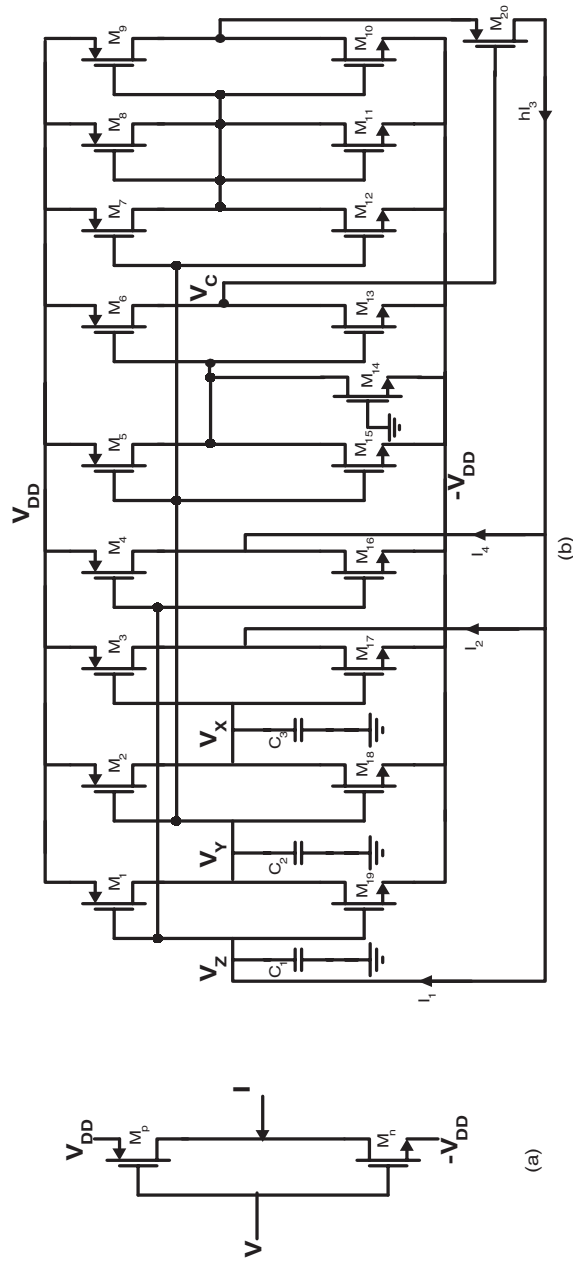 V_DD
M_p
V
I
M_n
-V_DD
(a)
V_DD
M_1
M_2
M_3
M_4
M_5
M_6
M_7
M_8
M_9
V_Z
V_Y
V_X
V_C
C_1
C_2
C_3
M_19
M_18
M_17
M_16
M_15
M_14
M_13
M_12
M_11
M_10
M_20
-V_DD
I_1
I_2
I_4
hI_3
(b)